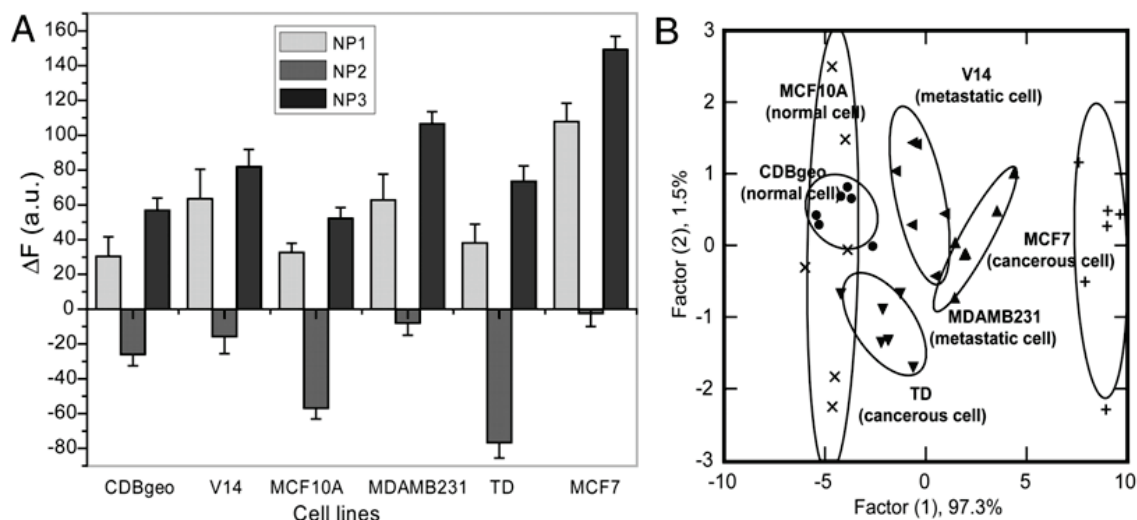 A
ΔF (a.u.)
160
140
120
100
80
60
40
20
0
-20
-40
-60
-80
NP1
NP2
NP3
CDBgeo V14 MCF10A MDAMB231 TD MCF7
Cell lines
B
Factor (2), 1.5%
3
2
1
0
-1
-2
-3
V14
(metastatic cell)
MCF10A
(normal cell)
CDBgeo
(normal cell)
MCF7
(cancerous cell)
MDAMB231
(metastatic cell)
TD
(cancerous cell)
-10 -5 0 5 10
Factor (1), 97.3%